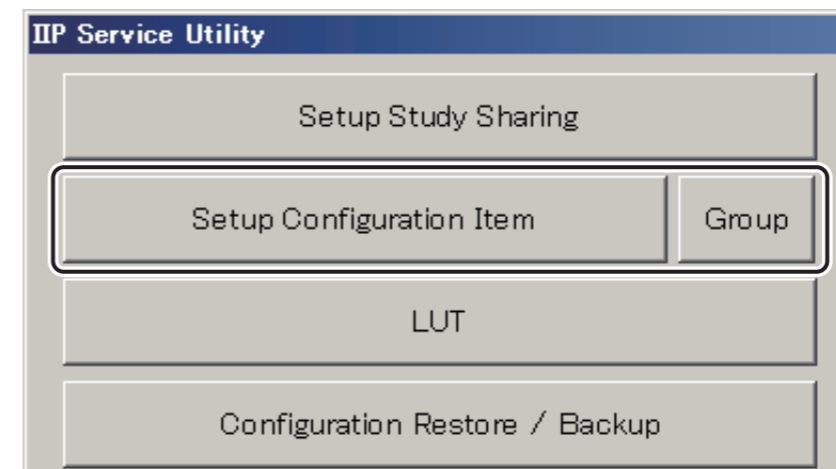 IIP Service Utility
Setup Study Sharing
Setup Configuration Item Group
LUT
Configuration Restore / Backup